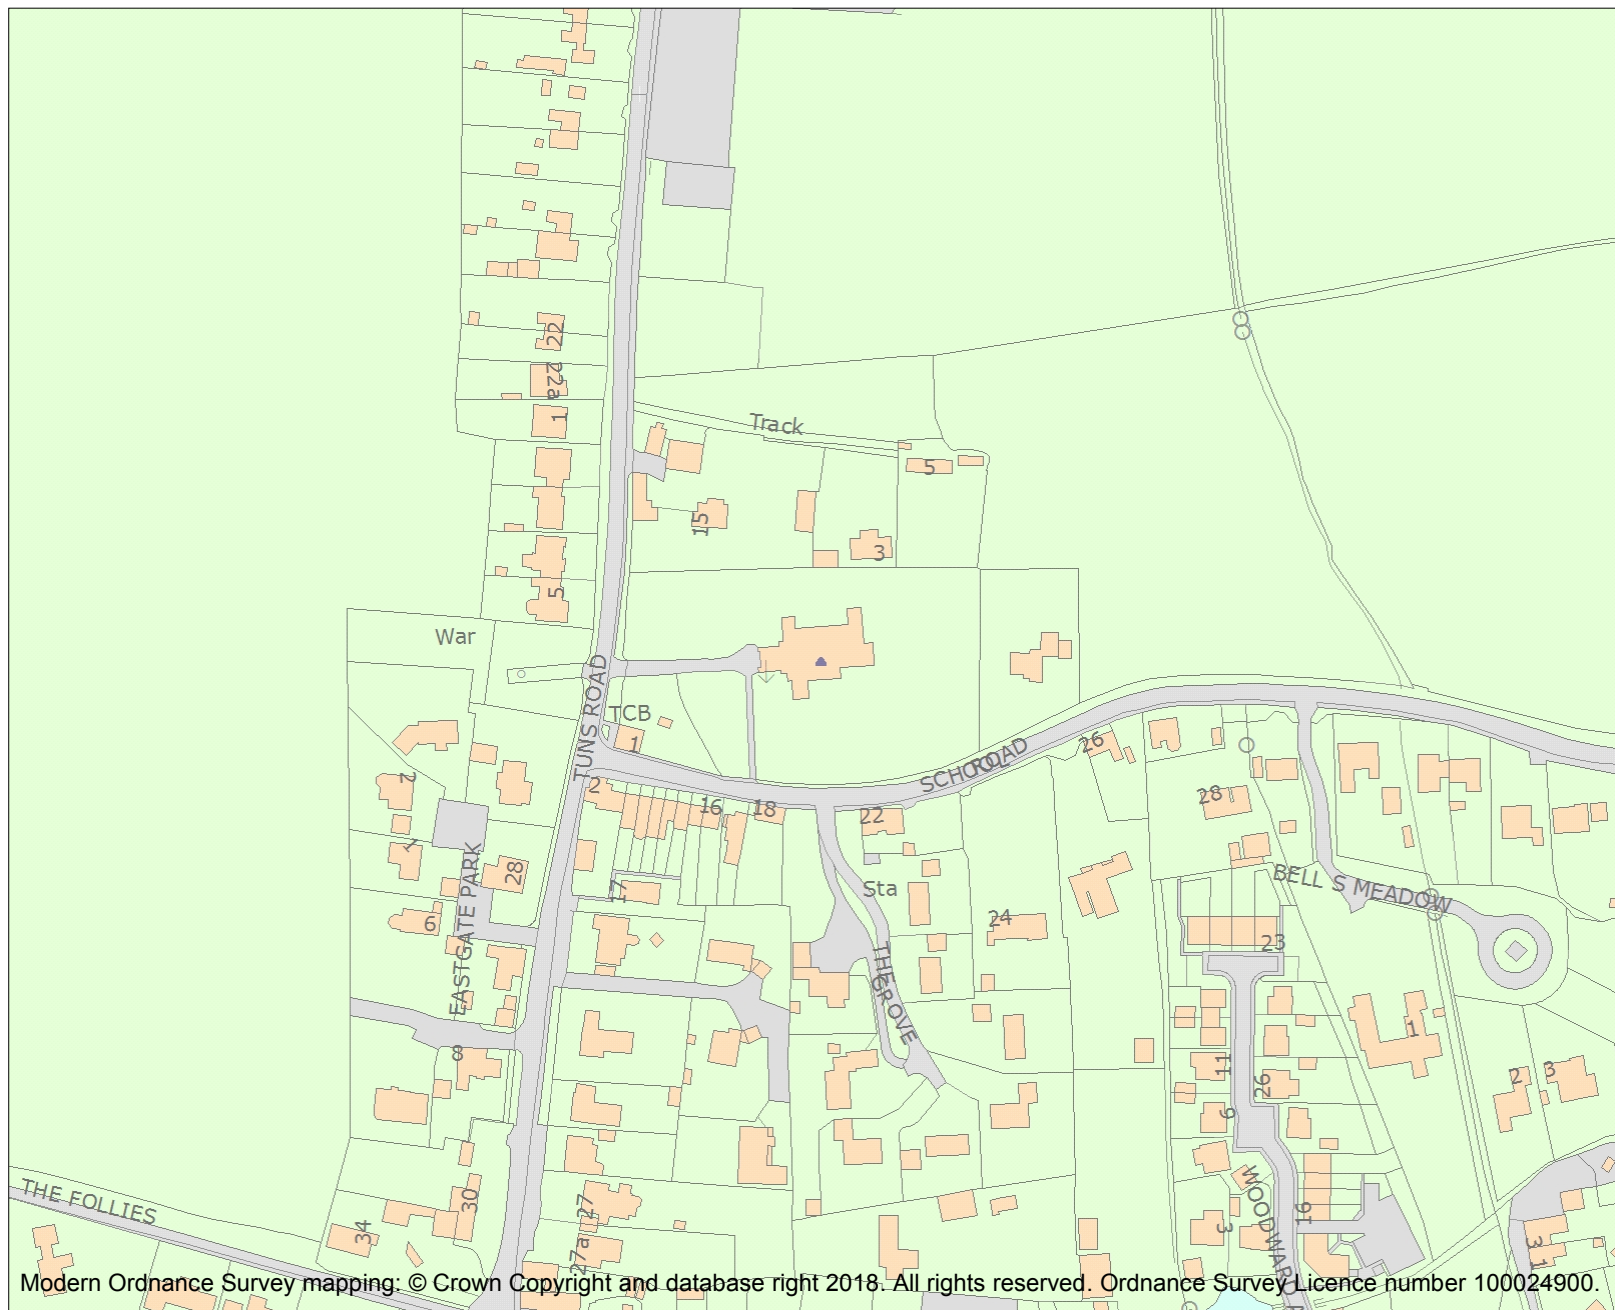 22
22a
1
Track
5
15
3
5
War
TUNS ROAD
TCB
1
SCHOOL ROAD
26
2
2
16
18
22
28
1
28
EASTGATE PARK
17
Sta
BELL S MEADOW
6
24
23
THE GROVE
8
1
11
26
2
3
6
THE FOLLIES
30
34
27
27a
WOODWAR
3
16
31
Modern Ordnance Survey mapping: © Crown Copyright and database right 2018. All rights reserved. Ordnance Survey Licence number 100024900.